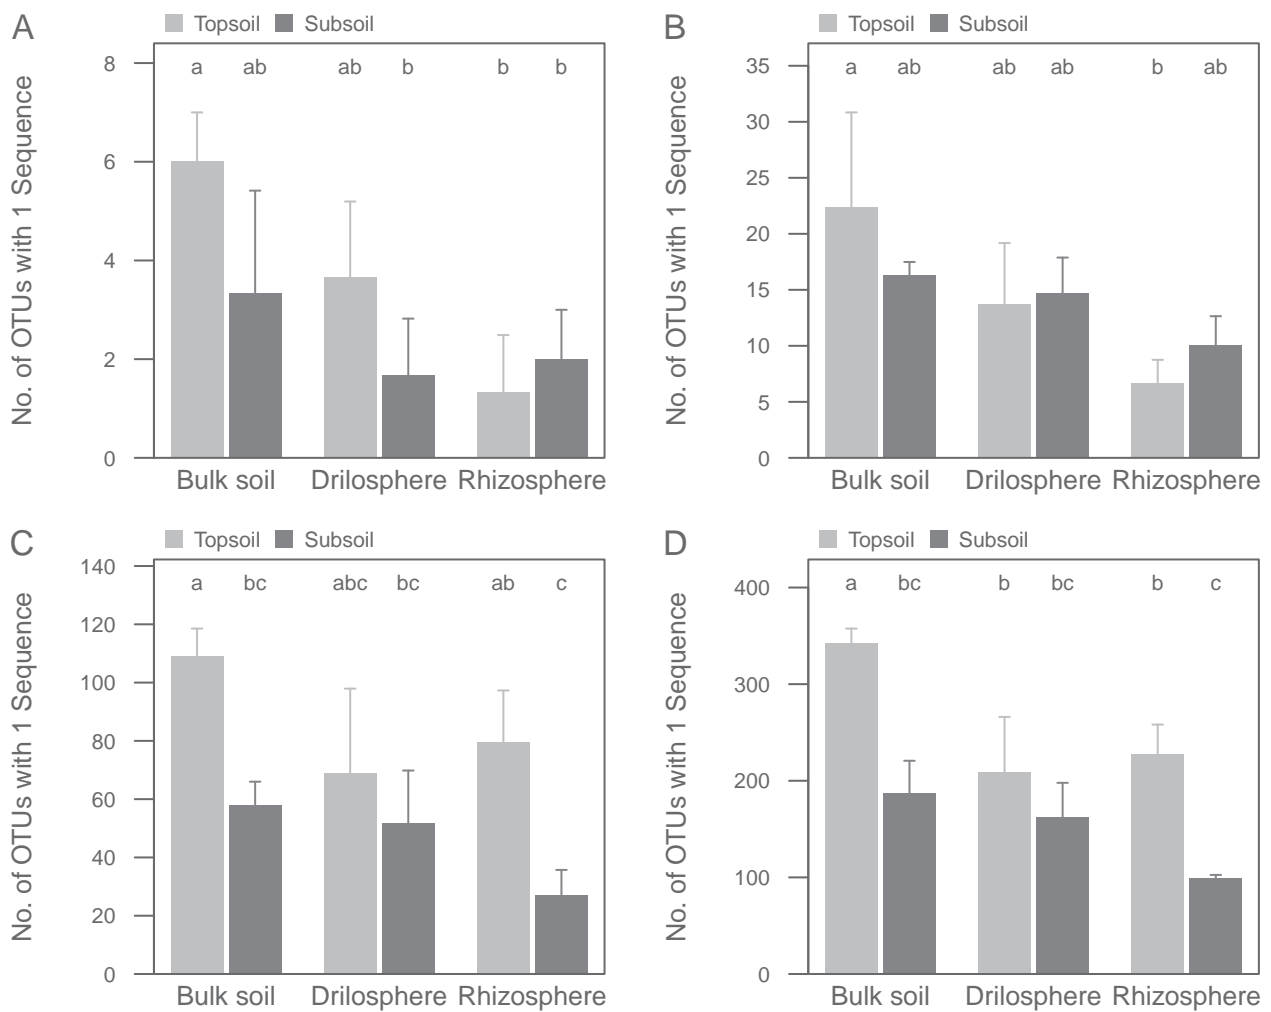 A
Topsoil Subsoil
No. of OTUs with 1 Sequence
8
6
4
2
0
a ab ab b b b
Bulk soil Drilosphere Rhizosphere
B
Topsoil Subsoil
No. of OTUs with 1 Sequence
35
30
25
20
15
10
5
0
a ab ab ab b ab
Bulk soil Drilosphere Rhizosphere
C
Topsoil Subsoil
No. of OTUs with 1 Sequence
140
120
100
80
60
40
20
0
a bc abc bc ab c
Bulk soil Drilosphere Rhizosphere
D
Topsoil Subsoil
No. of OTUs with 1 Sequence
400
300
200
100
0
a bc b bc b c
Bulk soil Drilosphere Rhizosphere